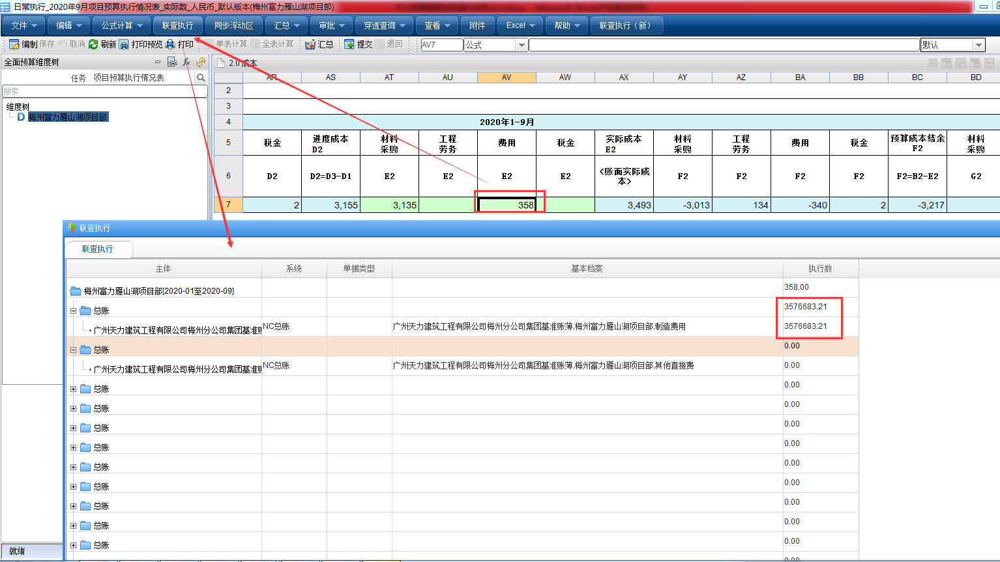 日常执行_2020年9月项目预算执行情况表_实际数_人民币_默认版本(梅州富力雁山湖项目部)
文件 编辑 公式计算 联查执行 同步浮动区 汇总 审批 穿透查询 查看 附件 Excel 帮助 联查执行（新）
编制 保存 取消 刷新 打印预览 打印 单表计算 全表计算 汇总 提交 退回 AV7 公式 默认
全面预算维度树
2.0 成本
任务 项目预算执行情况表
搜索
维度树
D 梅州富力雁山湖项目部
AR AS AT AU AV AW AX AY AZ BA BB BC BD
2
3
4 2020年1-9月
5 税金 进度成本 D2 材料采购 工程劳务 费用 税金 实际成本 E2 材料采购 工程劳务 费用 税金 预算成本结余 F2 材料采购
6 D2 D2=D3-D1 E2 E2 E2 E2 <账面实际成本> F2 F2 F2 F2 F2=B2-E2 G2
7 2 3,155 3,135 358 3,493 -3,013 134 -340 2 -3,217
联查执行
联查执行
主体 系统 单据类型 基本档案 执行数
梅州富力雁山湖项目部[2020-01至2020-09] 358.00
总账 3576683.21
广州天力建筑工程有限公司梅州分公司集团基准账 NC总账 广州天力建筑工程有限公司梅州分公司集团基准账薄,梅州富力雁山湖项目部,制造费用 3576683.21
总账 0.00
广州天力建筑工程有限公司梅州分公司集团基准账 NC总账 广州天力建筑工程有限公司梅州分公司集团基准账薄,梅州富力雁山湖项目部,其他直接费 0.00
总账 0.00
总账 0.00
总账 0.00
总账 0.00
总账 0.00
总账 0.00
总账 0.00
总账 0.00
总账 0.00
0.00
就绪